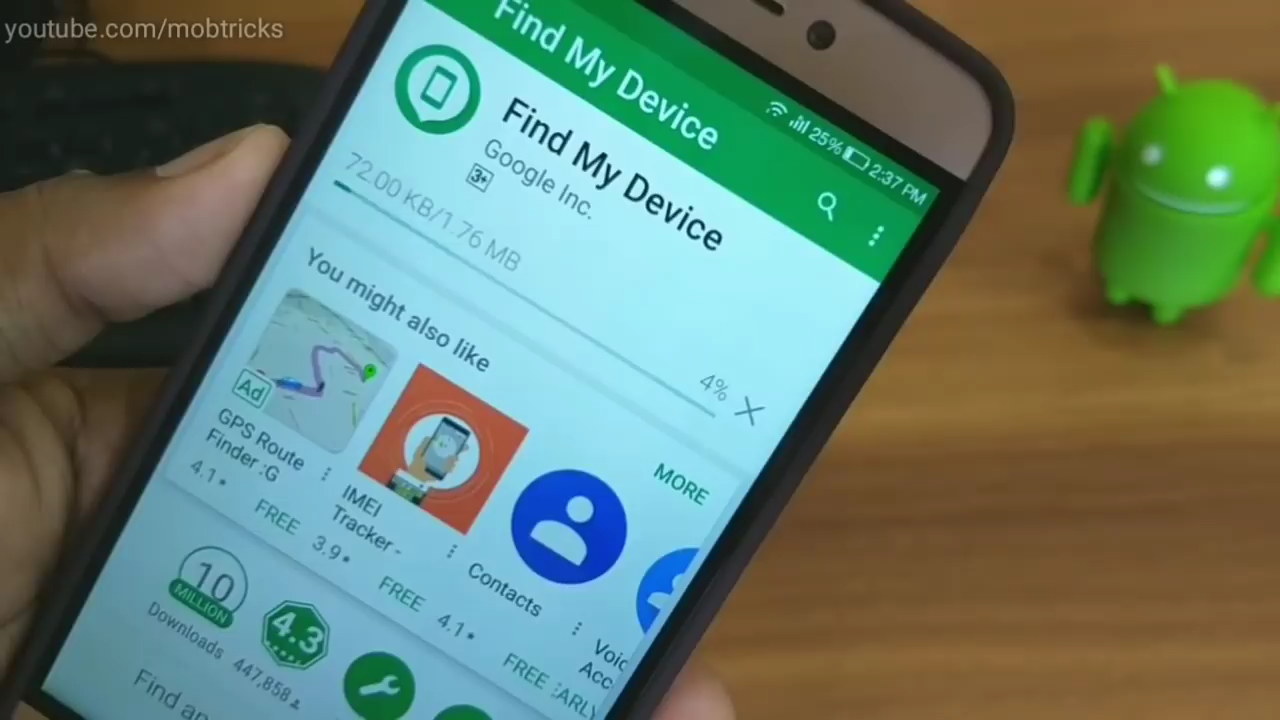 youtube.com/mobtricks
25% 2:37 PM
Find My Device
Find My Device
Google Inc.
3+
72.00 KB/1.76 MB
4%
You might also like
MORE
Ad
GPS Route
Finder :G
4.1
FREE
IMEI
Tracker -
3.9
FREE
Contacts
4.1
FREE
10
MILLION
Downloads
4.3
447,858